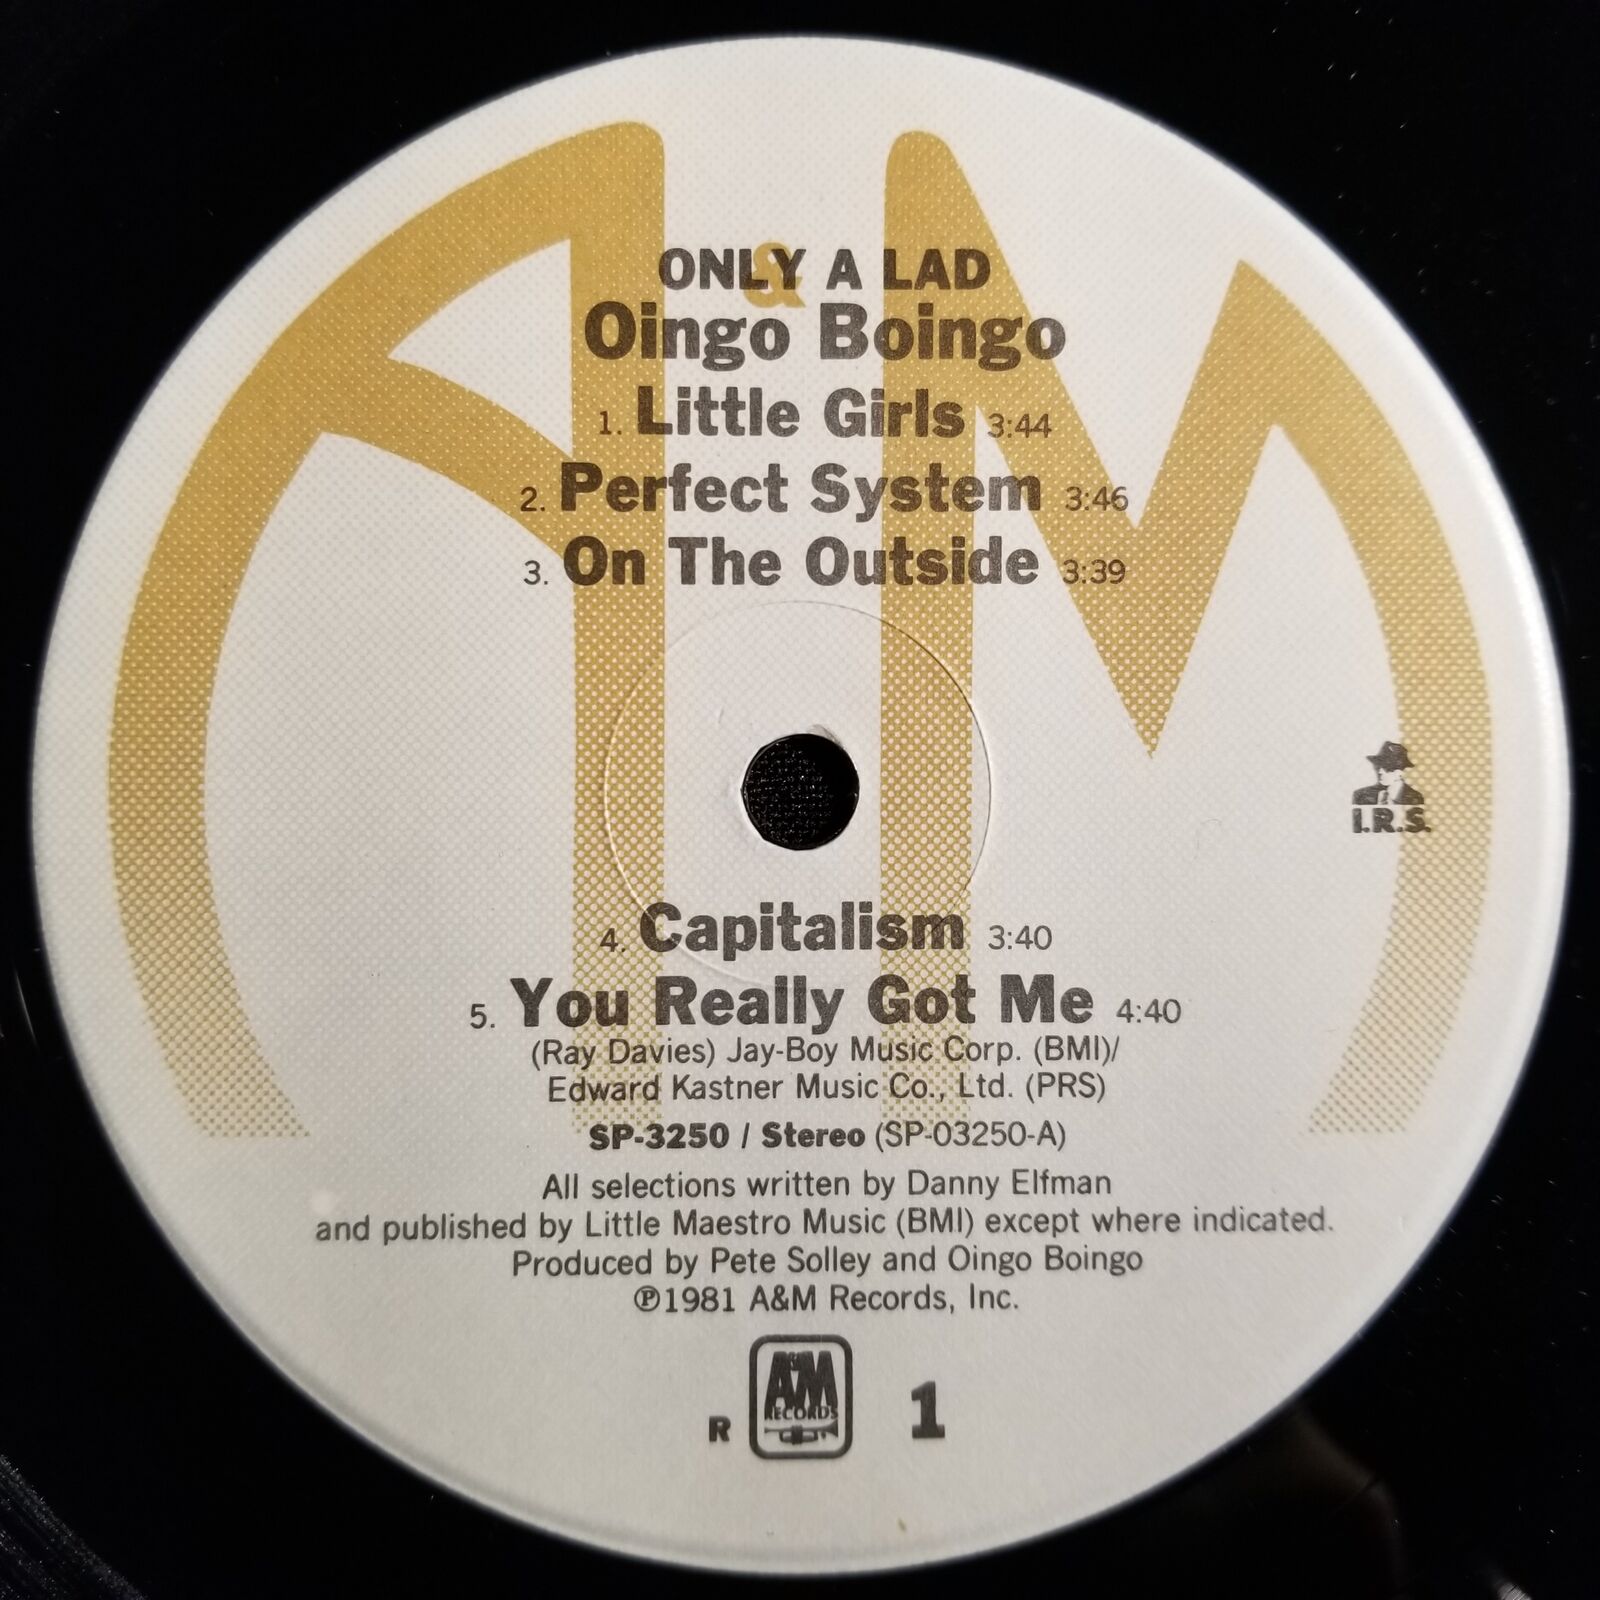 A&M
ONLY A LAD
Oingo Boingo
1. Little Girls 3:44
2. Perfect System 3:46
3. On The Outside 3:39
I.R.S.
4. Capitalism 3:40
5. You Really Got Me 4:40
(Ray Davies) Jay-Boy Music Corp. (BMI)/
Edward Kastner Music Co., Ltd. (PRS)
SP-3250 / Stereo (SP-03250-A)
All selections written by Danny Elfman
and published by Little Maestro Music (BMI) except where indicated.
Produced by Pete Solley and Oingo Boingo
℗1981 A&M Records, Inc.
R A&M 1
RECORDS